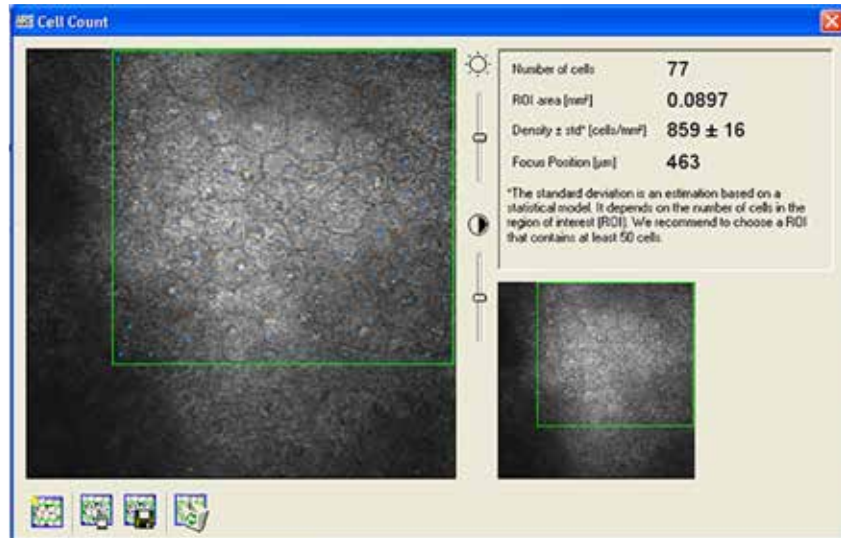 Cell Count
Number of cells 77
ROI area [mm²] 0.0897
Density ± std* [cells/mm²] 859 ± 16
Focus Position [µm] 463
*The standard deviation is an estimation based on a
statistical model. It depends on the number of cells in the
region of interest (ROI). We recommend to choose a ROI
that contains at least 50 cells.